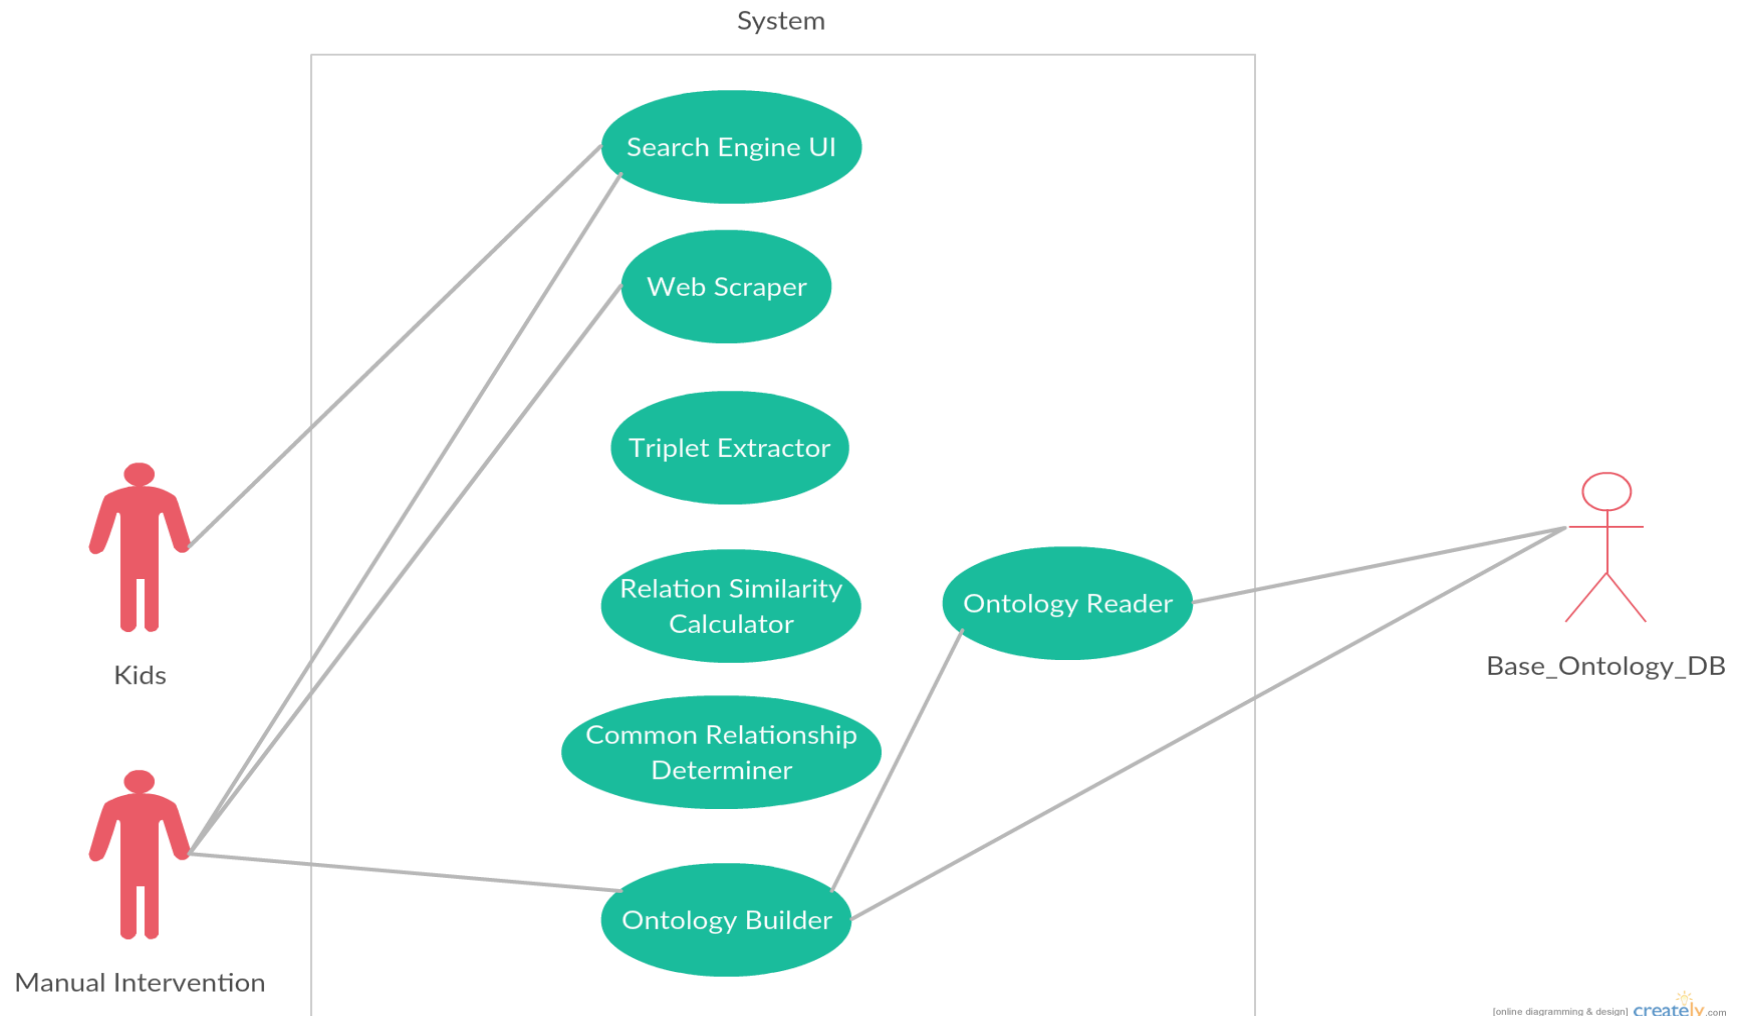 System
Search Engine UI
Web Scraper
Triplet Extractor
Relation Similarity
Calculator
Ontology Reader
Kids
Base_Ontology_DB
Common Relationship
Determiner
Ontology Builder
Manual Intervention
[online diagramming & design] creately.com